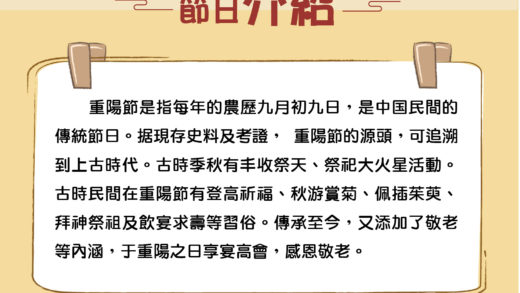 節日介紹
重陽節是指每年的農歷九月初九日，是中国民間的
傳統節日。据現存史料及考證， 重陽節的源頭，可追溯
到上古時代。古時季秋有丰收祭天、祭祀大火星活動。
古時民間在重陽節有登高祈福、秋游賞菊、佩插茱萸、
拜神祭祖及飲宴求壽等習俗。傳承至今，又添加了敬老
等內涵，于重陽之日享宴高會，感恩敬老。